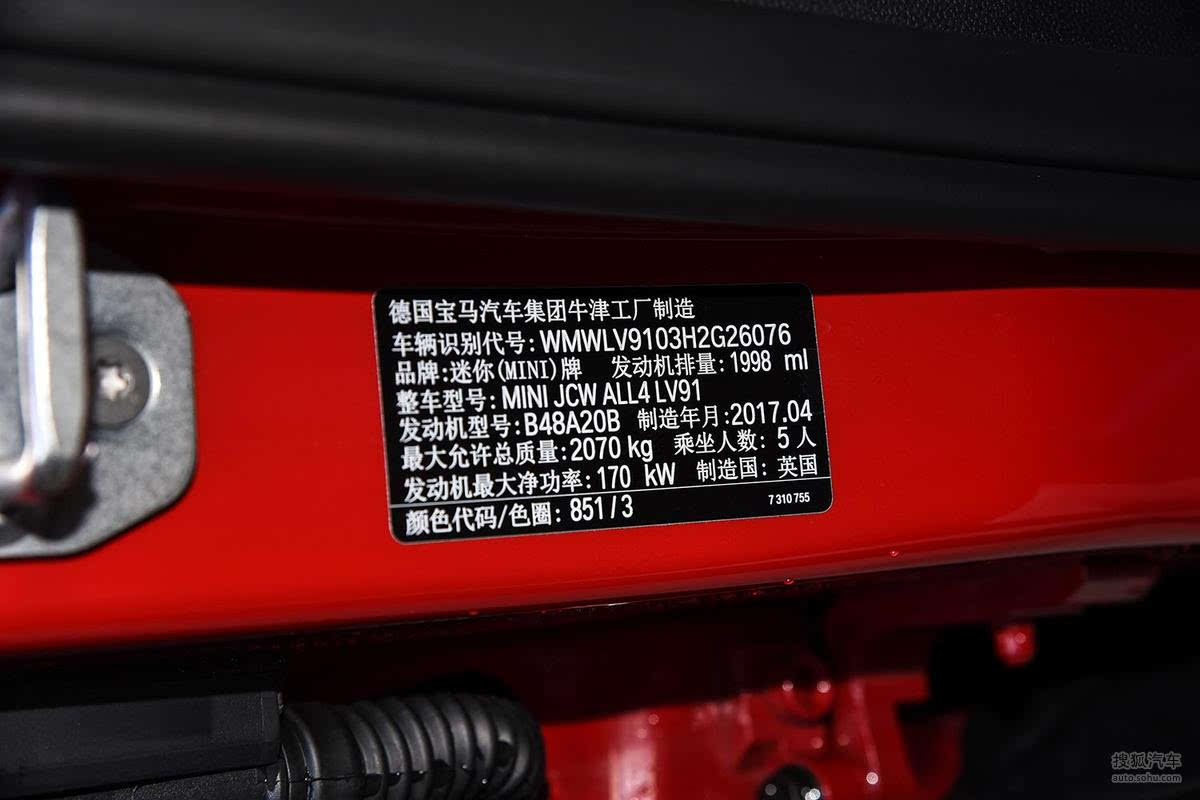 德国宝马汽车集团牛津工厂制造
车辆识别代号: WMWLV9103H2G26076
品牌:迷你(MINI)牌 发动机排量: 1998 ml
整车型号: MINI JCW ALL4 LV91
发动机型号: B48A20B 制造年月: 2017.04
最大允许总质量: 2070 kg 乘坐人数: 5 人
发动机最大净功率: 170 kW 制造国: 英国
颜色代码/色圈: 851 / 3 7 310 755
搜狐汽车
auto.sohu.com